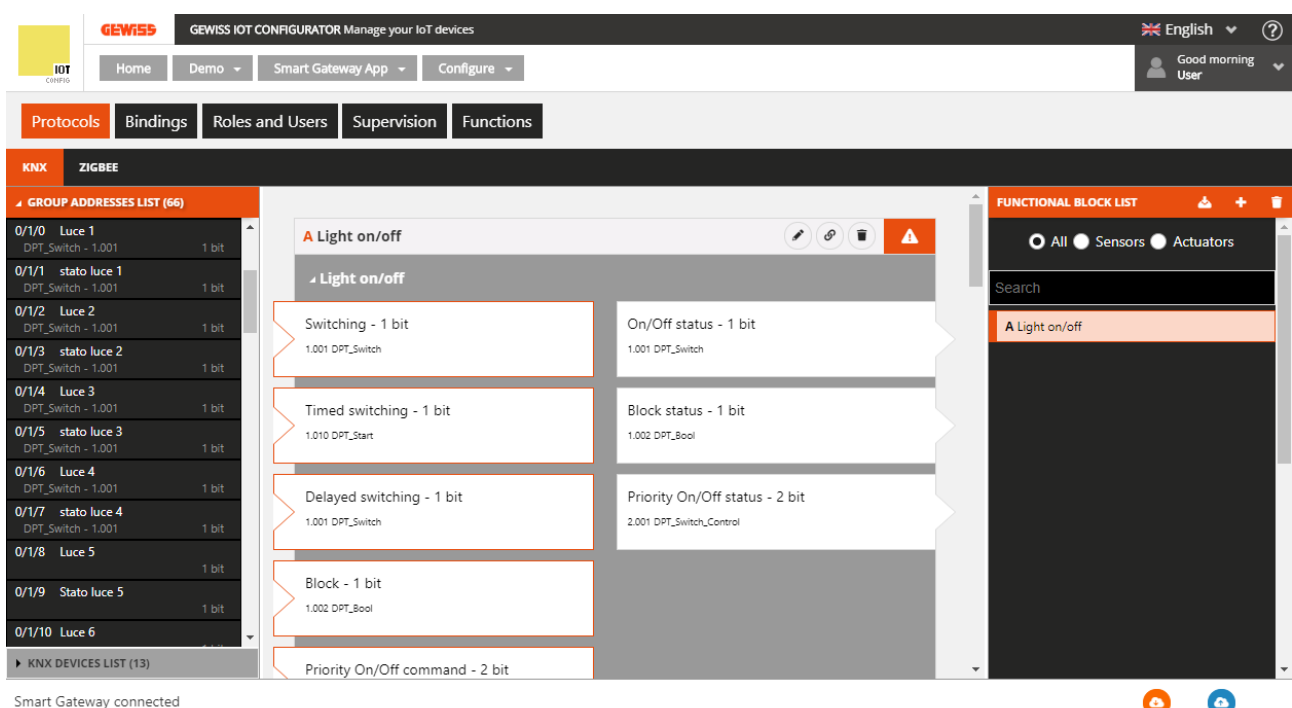 GEWISS
GEWISS IOT CONFIGURATOR Manage your IoT devices
English
?
IOT
CONFIG
Home
Demo
Smart Gateway App
Configure
Good morning
User
Protocols
Bindings
Roles and Users
Supervision
Functions
KNX
ZIGBEE
GROUP ADDRESSES LIST (66)
0/1/0 Luce 1
DPT_Switch - 1.001 1 bit
0/1/1 stato luce 1
DPT_Switch - 1.001 1 bit
0/1/2 Luce 2
DPT_Switch - 1.001 1 bit
0/1/3 stato luce 2
DPT_Switch - 1.001 1 bit
0/1/4 Luce 3
DPT_Switch - 1.001 1 bit
0/1/5 stato luce 3
DPT_Switch - 1.001 1 bit
0/1/6 Luce 4
DPT_Switch - 1.001 1 bit
0/1/7 stato luce 4
DPT_Switch - 1.001 1 bit
0/1/8 Luce 5
1 bit
0/1/9 Stato luce 5
1 bit
0/1/10 Luce 6
KNX DEVICES LIST (13)
A Light on/off
Light on/off
Switching - 1 bit
1.001 DPT_Switch
On/Off status - 1 bit
1.001 DPT_Switch
Timed switching - 1 bit
1.010 DPT_Start
Block status - 1 bit
1.002 DPT_Bool
Delayed switching - 1 bit
1.001 DPT_Switch
Priority On/Off status - 2 bit
2.001 DPT_Switch_Control
Block - 1 bit
1.002 DPT_Bool
Priority On/Off command - 2 bit
FUNCTIONAL BLOCK LIST
All Sensors Actuators
Search
A Light on/off
Smart Gateway connected